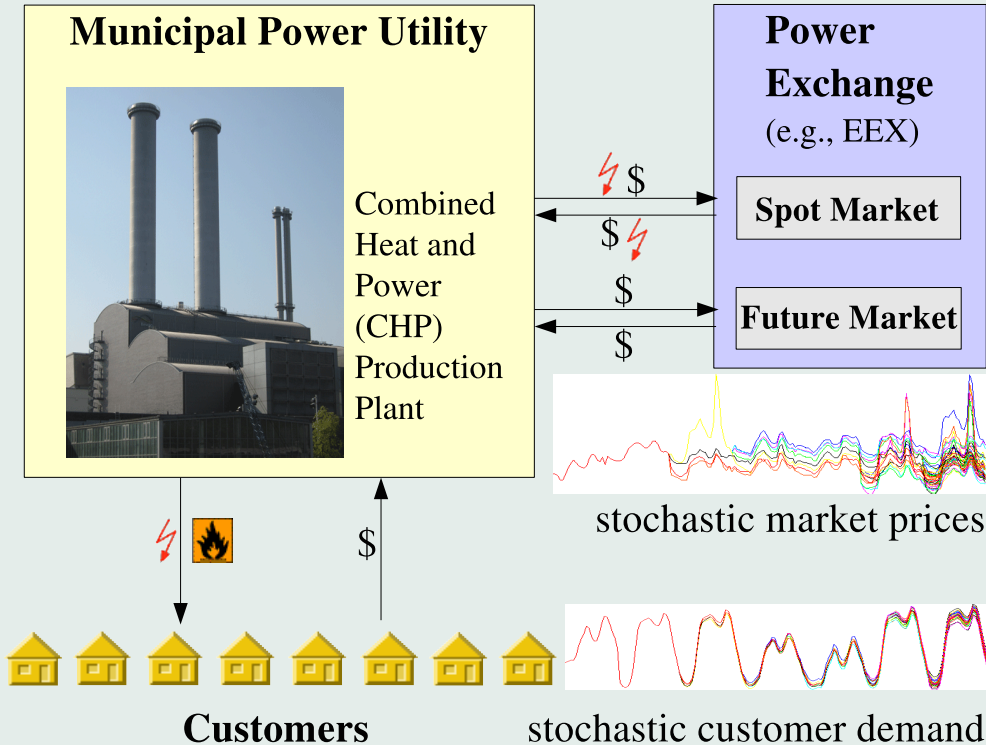 Municipal Power Utility
Combined
Heat and
Power
(CHP)
Production
Plant
Power
Exchange
(e.g., EEX)
$
$
Spot Market
$
$
Future Market
stochastic market prices
$
Customers
stochastic customer demand